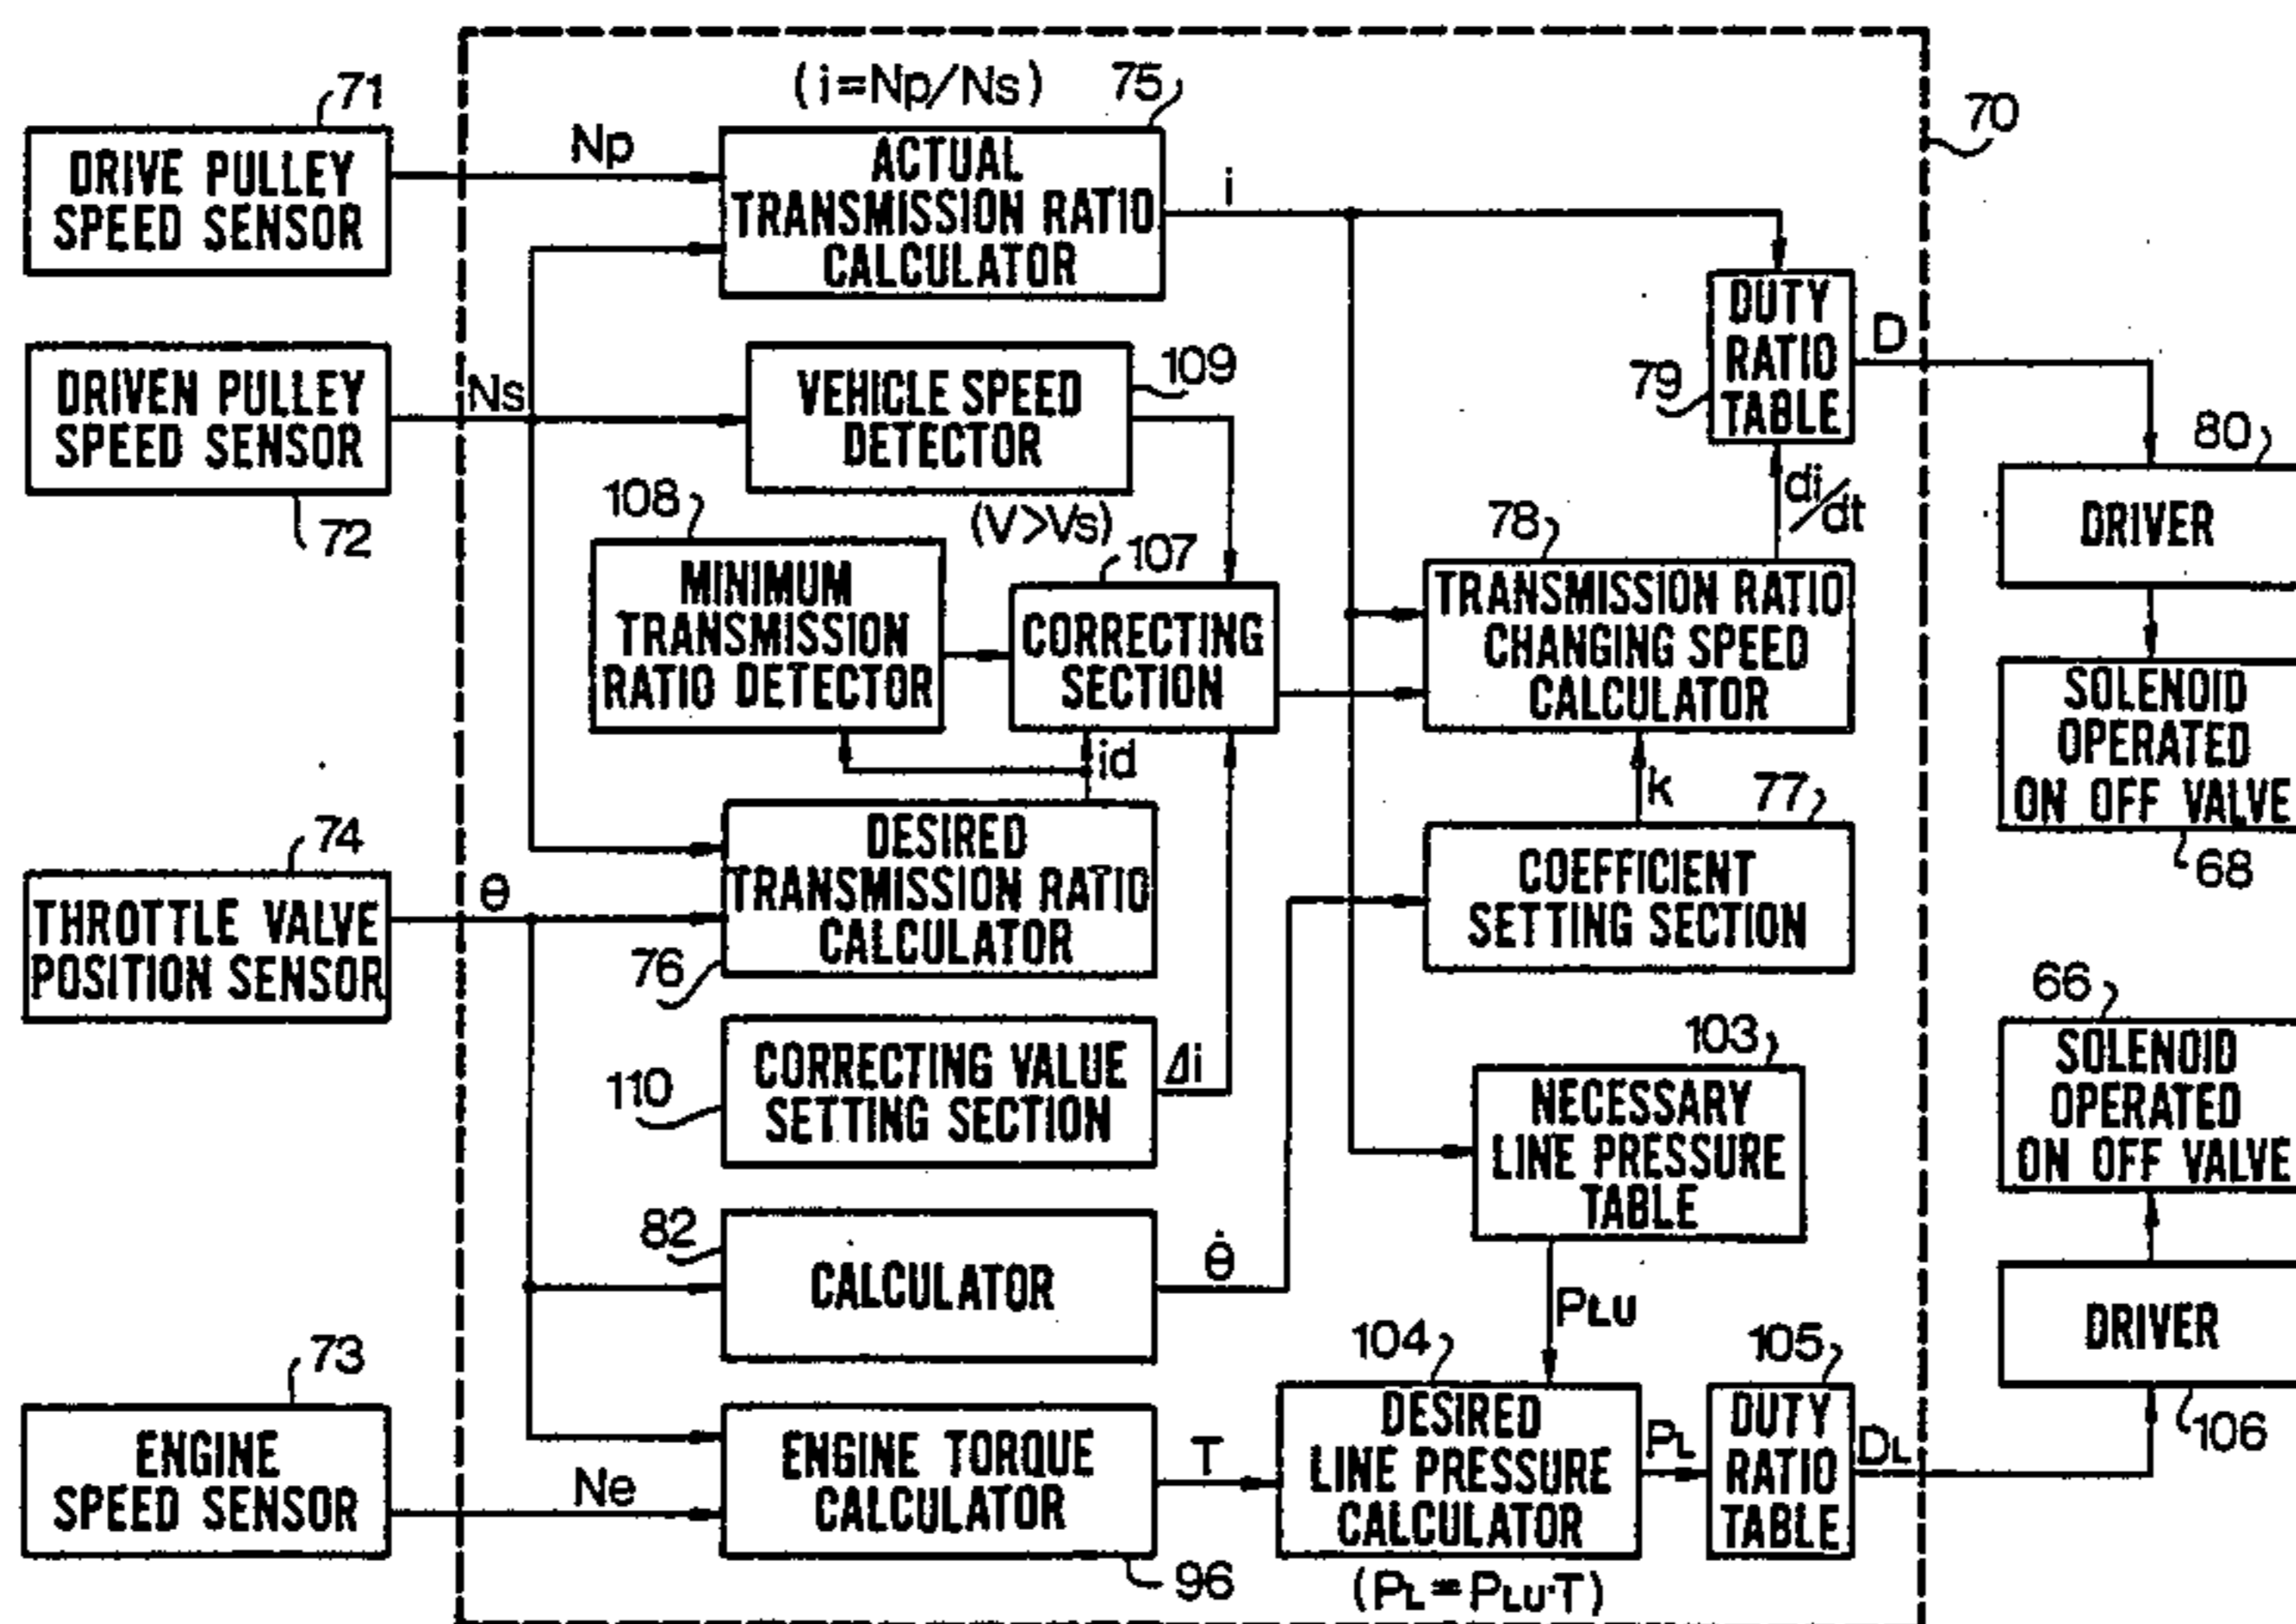 71
DRIVE PULLEY
SPEED SENSOR
Np
(i=Np/Ns)
75
ACTUAL
TRANSMISSION RATIO
CALCULATOR
i
70
DRIVEN PULLEY
SPEED SENSOR
72
Ns
VEHICLE SPEED
DETECTOR
109
(V>Vs)
79
DUTY
RATIO
TABLE
D
80
DRIVER
108
MINIMUM
TRANSMISSION
RATIO DETECTOR
107
CORRECTING
SECTION
78
TRANSMISSION RATIO
CHANGING SPEED
CALCULATOR
di/dt
SOLENOID
OPERATED
ON OFF VALVE
68
id
k
74
THROTTLE VALVE
POSITION SENSOR
θ
DESIRED
TRANSMISSION RATIO
CALCULATOR
76
77
COEFFICIENT
SETTING SECTION
110
CORRECTING VALUE
SETTING SECTION
Δi
103
NECESSARY
LINE PRESSURE
TABLE
66
SOLENOID
OPERATED
ON OFF VALVE
82
CALCULATOR
θ̇
PLU
DRIVER
106
73
ENGINE
SPEED SENSOR
Ne
ENGINE TORQUE
CALCULATOR
96
T
104
DESIRED
LINE PRESSURE
CALCULATOR
(PL=PLU·T)
PL
105
DUTY
RATIO
TABLE
DL